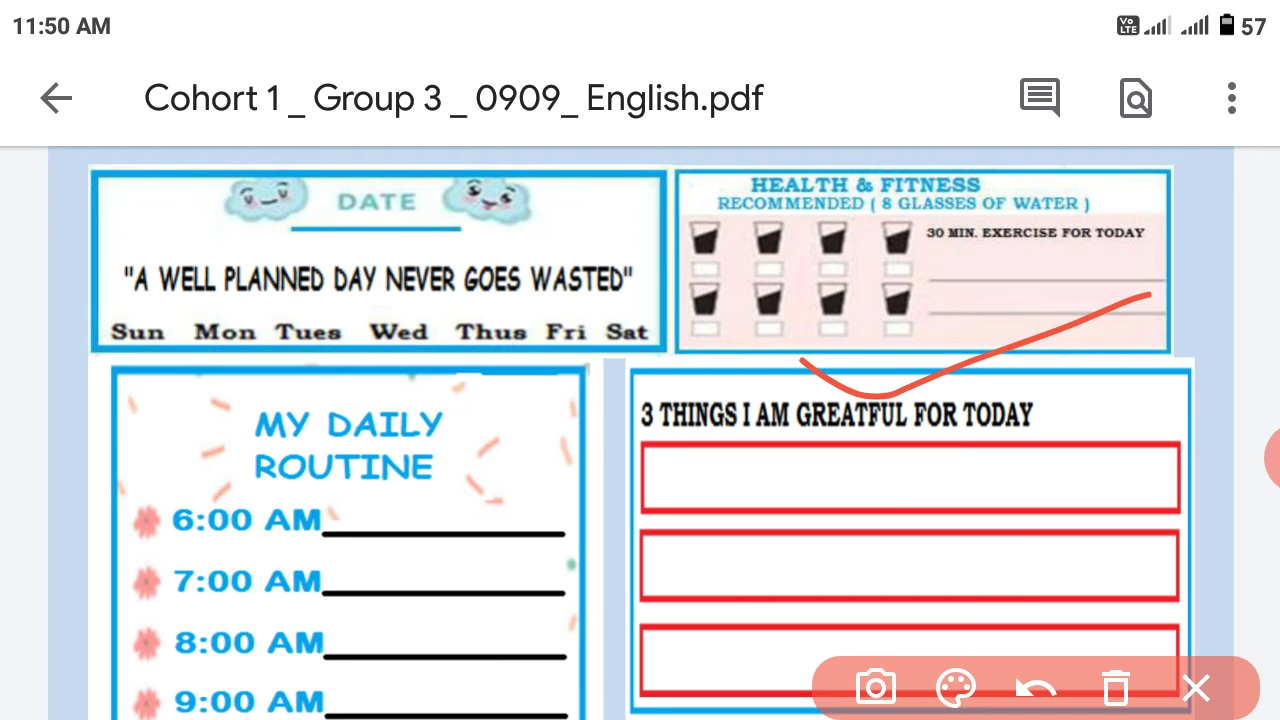 11:50 AM
Vo LTE
57
Cohort 1 _ Group 3 _ 0909_ English.pdf
DATE
"A WELL PLANNED DAY NEVER GOES WASTED"
Sun Mon Tues Wed Thus Fri Sat
HEALTH & FITNESS
RECOMMENDED ( 8 GLASSES OF WATER )
30 MIN. EXERCISE FOR TODAY
MY DAILY
ROUTINE
6:00 AM
7:00 AM
8:00 AM
9:00 AM
3 THINGS I AM GREATFUL FOR TODAY